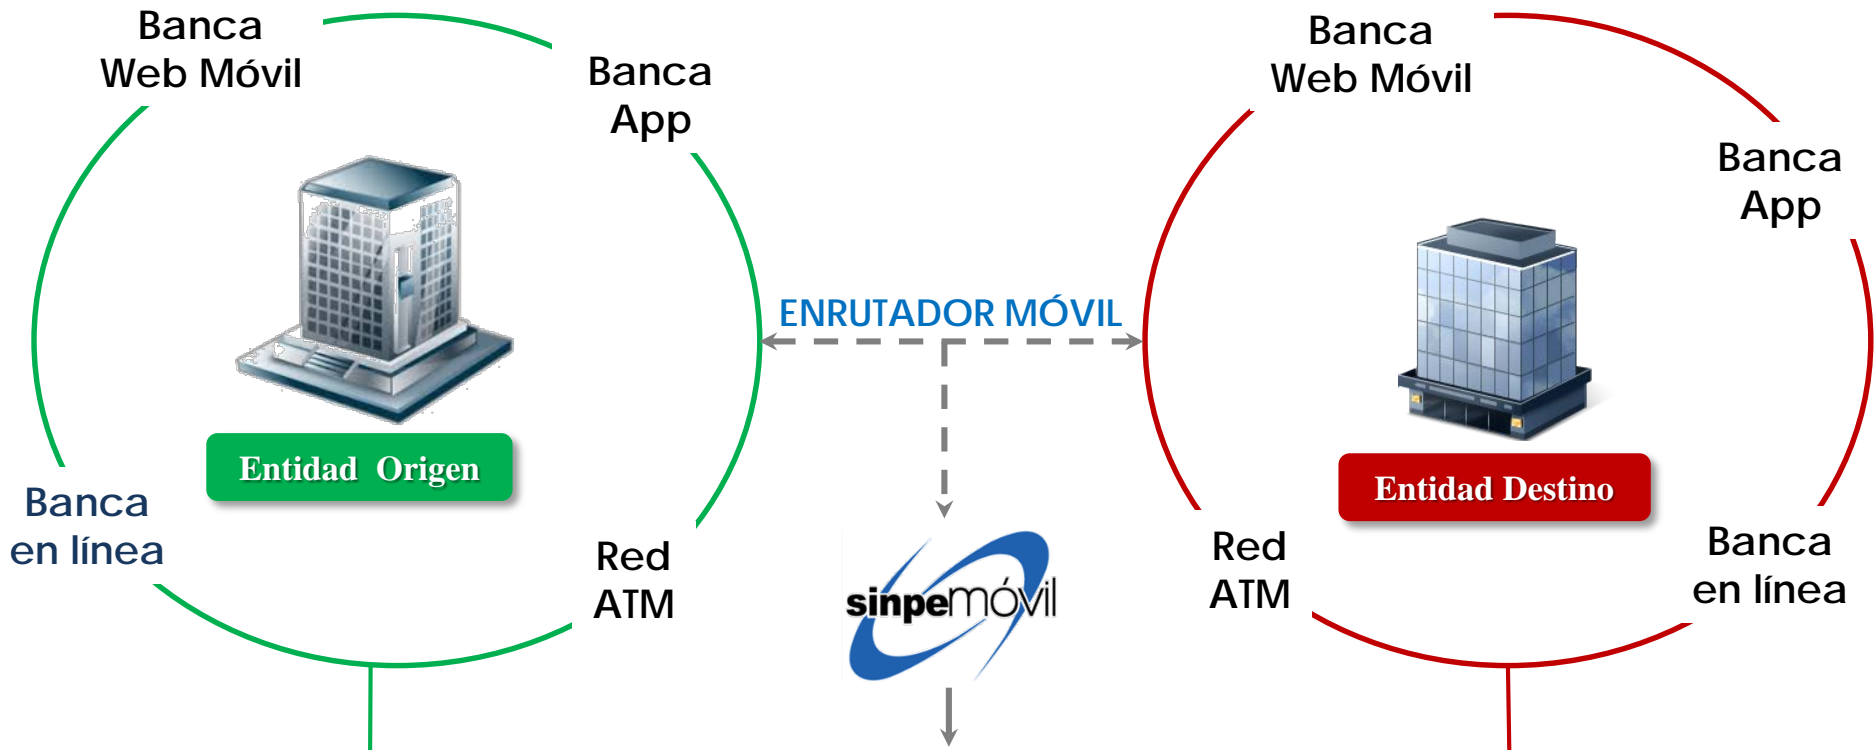 Banca
Web Móvil
Banca
App
Entidad  Origen
Banca
en línea
Red
ATM
ENRUTADOR MÓVIL
sinpemóvil
Banca
Web Móvil
Banca
App
Entidad Destino
Red
ATM
Banca
en línea